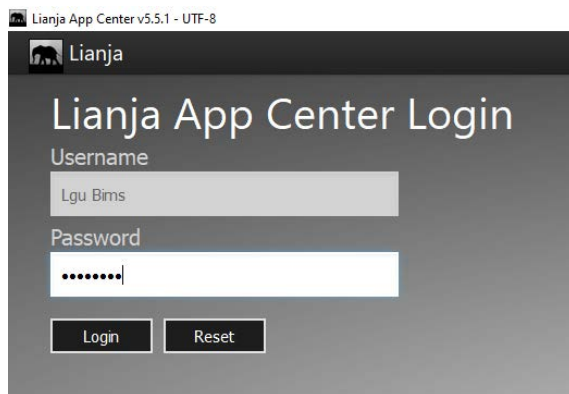 Lianja App Center v5.5.1 - UTF-8
Lianja
Lianja App Center Login
Username
Lgu Bims
Password
••••••••
Login Reset